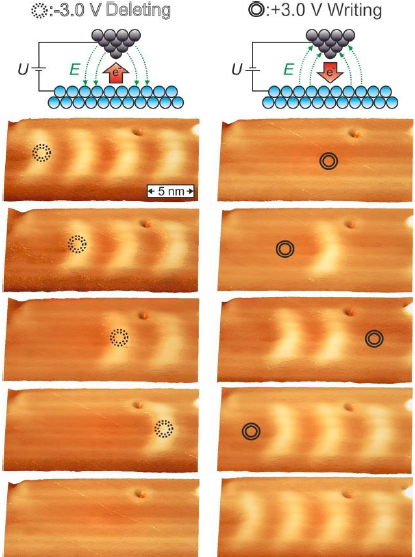 :-3.0 V Deleting
:+3.0 V Writing
U
E
e⁻
U
E
e⁻
5 nm